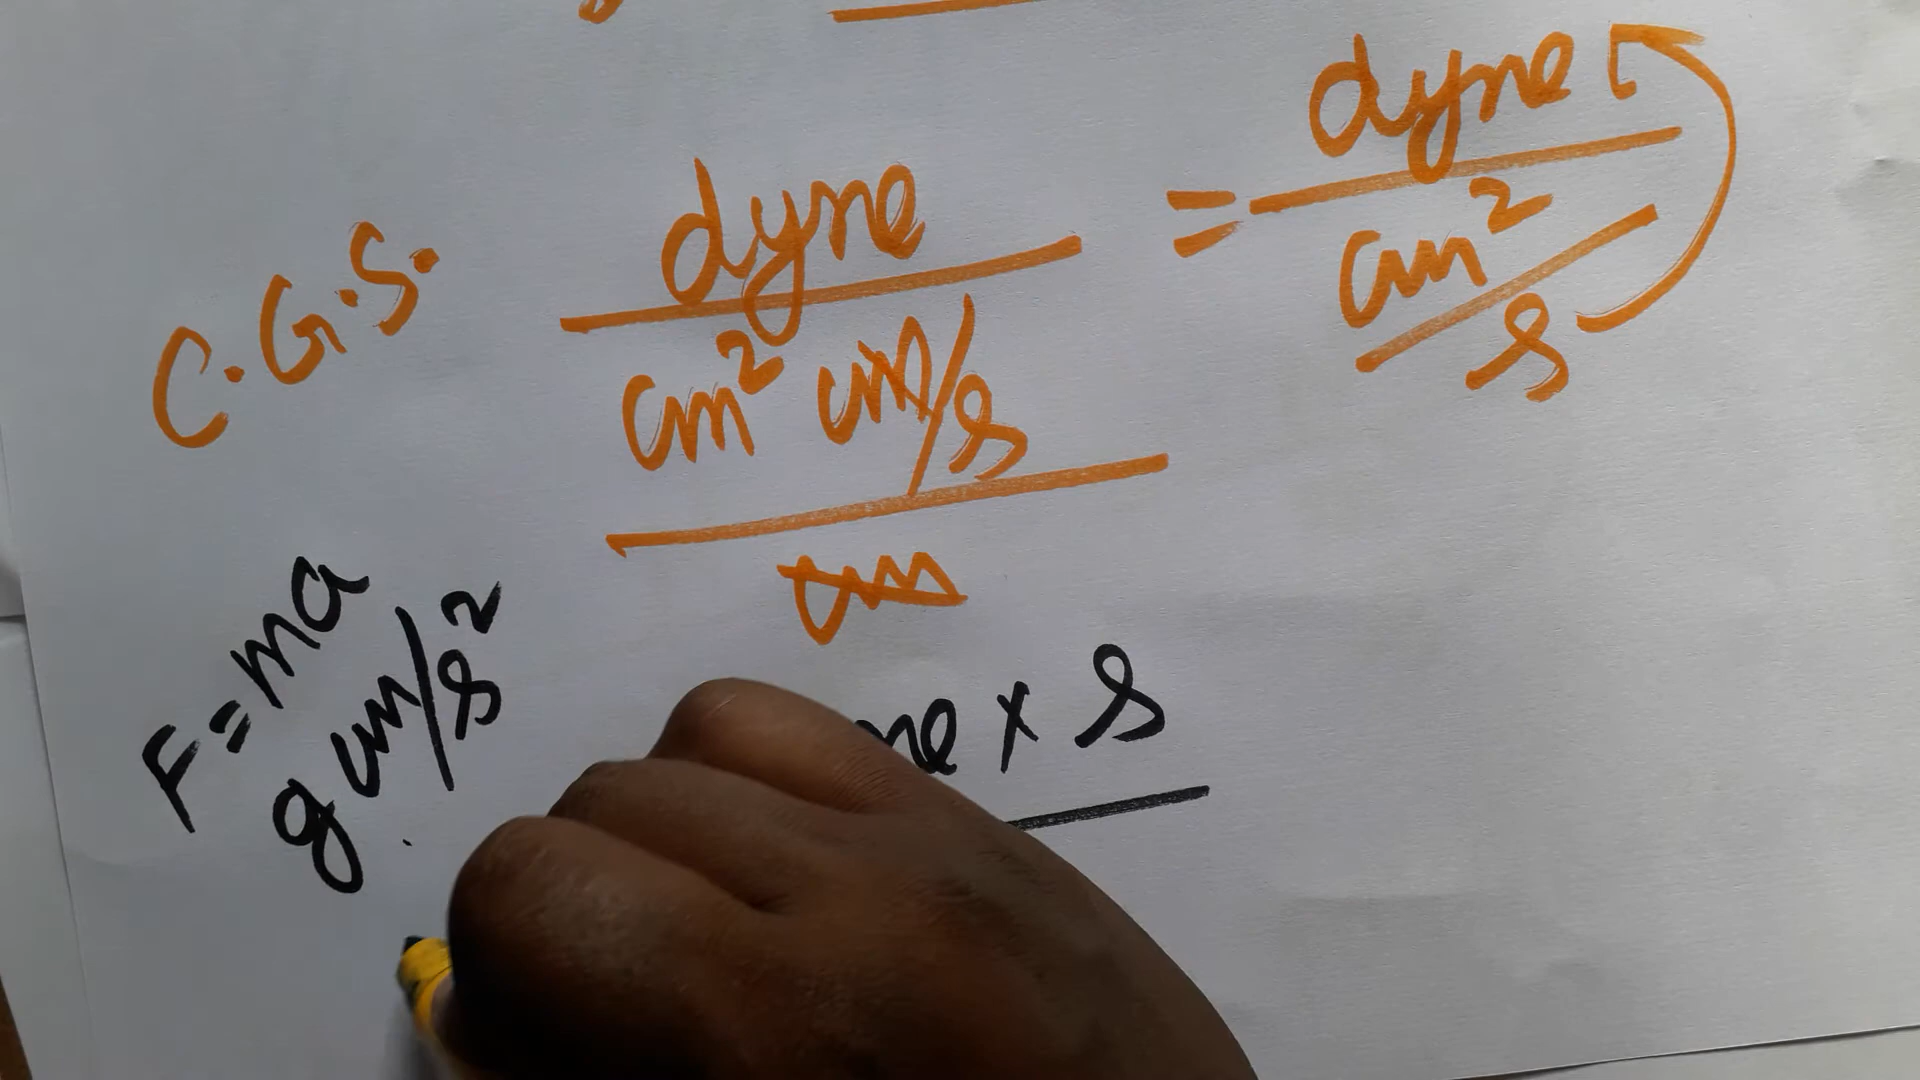 C.G.S. dyne / cm² cm/s / cm = dyne / cm² / s
F = ma
g cm/s²
ne × s